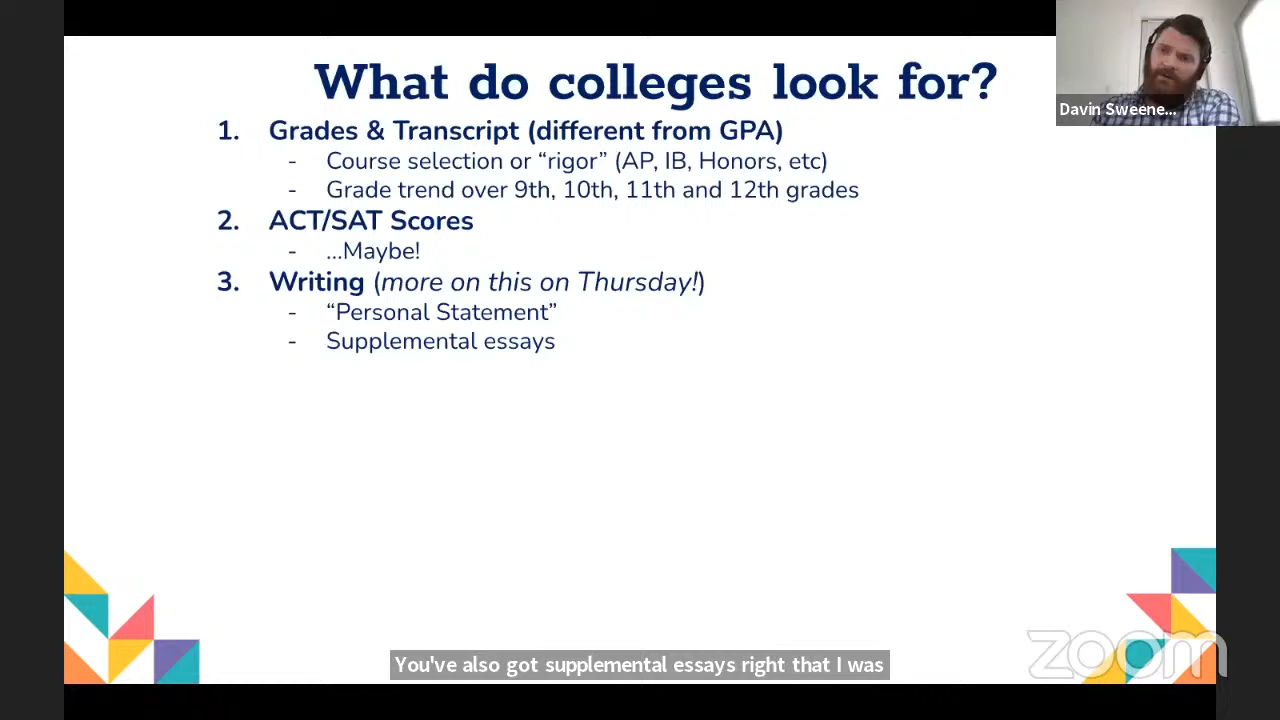 What do colleges look for?
Davin Sweene...
1. Grades & Transcript (different from GPA)
- Course selection or “rigor” (AP, IB, Honors, etc)
- Grade trend over 9th, 10th, 11th and 12th grades
2. ACT/SAT Scores
- ...Maybe!
3. Writing (more on this on Thursday!)
- “Personal Statement”
- Supplemental essays
zoom
You've also got supplemental essays right that I was